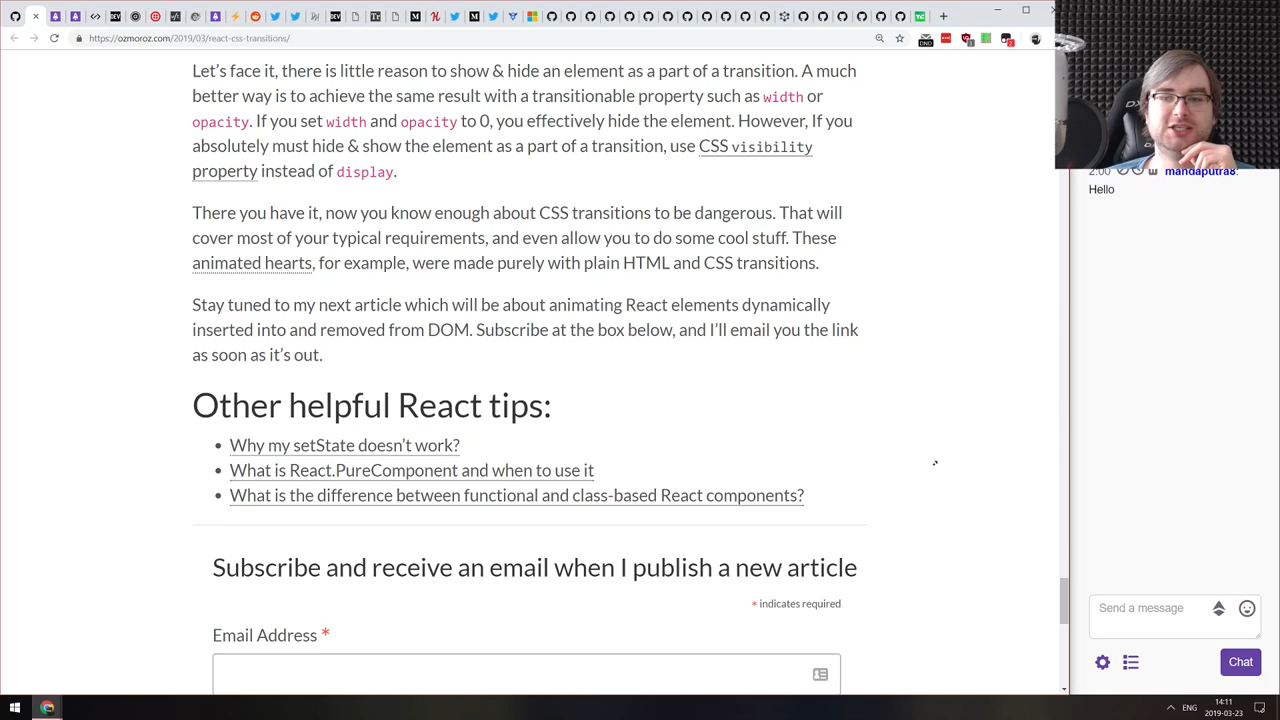 https://ozmoroz.com/2019/03/react-css-transitions/
Let's face it, there is little reason to show & hide an element as a part of a transition. A much
better way is to achieve the same result with a transitionable property such as width or
opacity. If you set width and opacity to 0, you effectively hide the element. However, If you
absolutely must hide & show the element as a part of a transition, use CSS visibility
property instead of display.
There you have it, now you know enough about CSS transitions to be dangerous. That will
cover most of your typical requirements, and even allow you to do some cool stuff. These
animated hearts, for example, were made purely with plain HTML and CSS transitions.
Stay tuned to my next article which will be about animating React elements dynamically
inserted into and removed from DOM. Subscribe at the box below, and I'll email you the link
as soon as it's out.
Other helpful React tips:
• Why my setState doesn't work?
• What is React.PureComponent and when to use it
• What is the difference between functional and class-based React components?
Subscribe and receive an email when I publish a new article
* indicates required
Email Address *
2:00 mandaputra8:
Hello
Send a message
Chat
ENG
14:11
2019-03-23